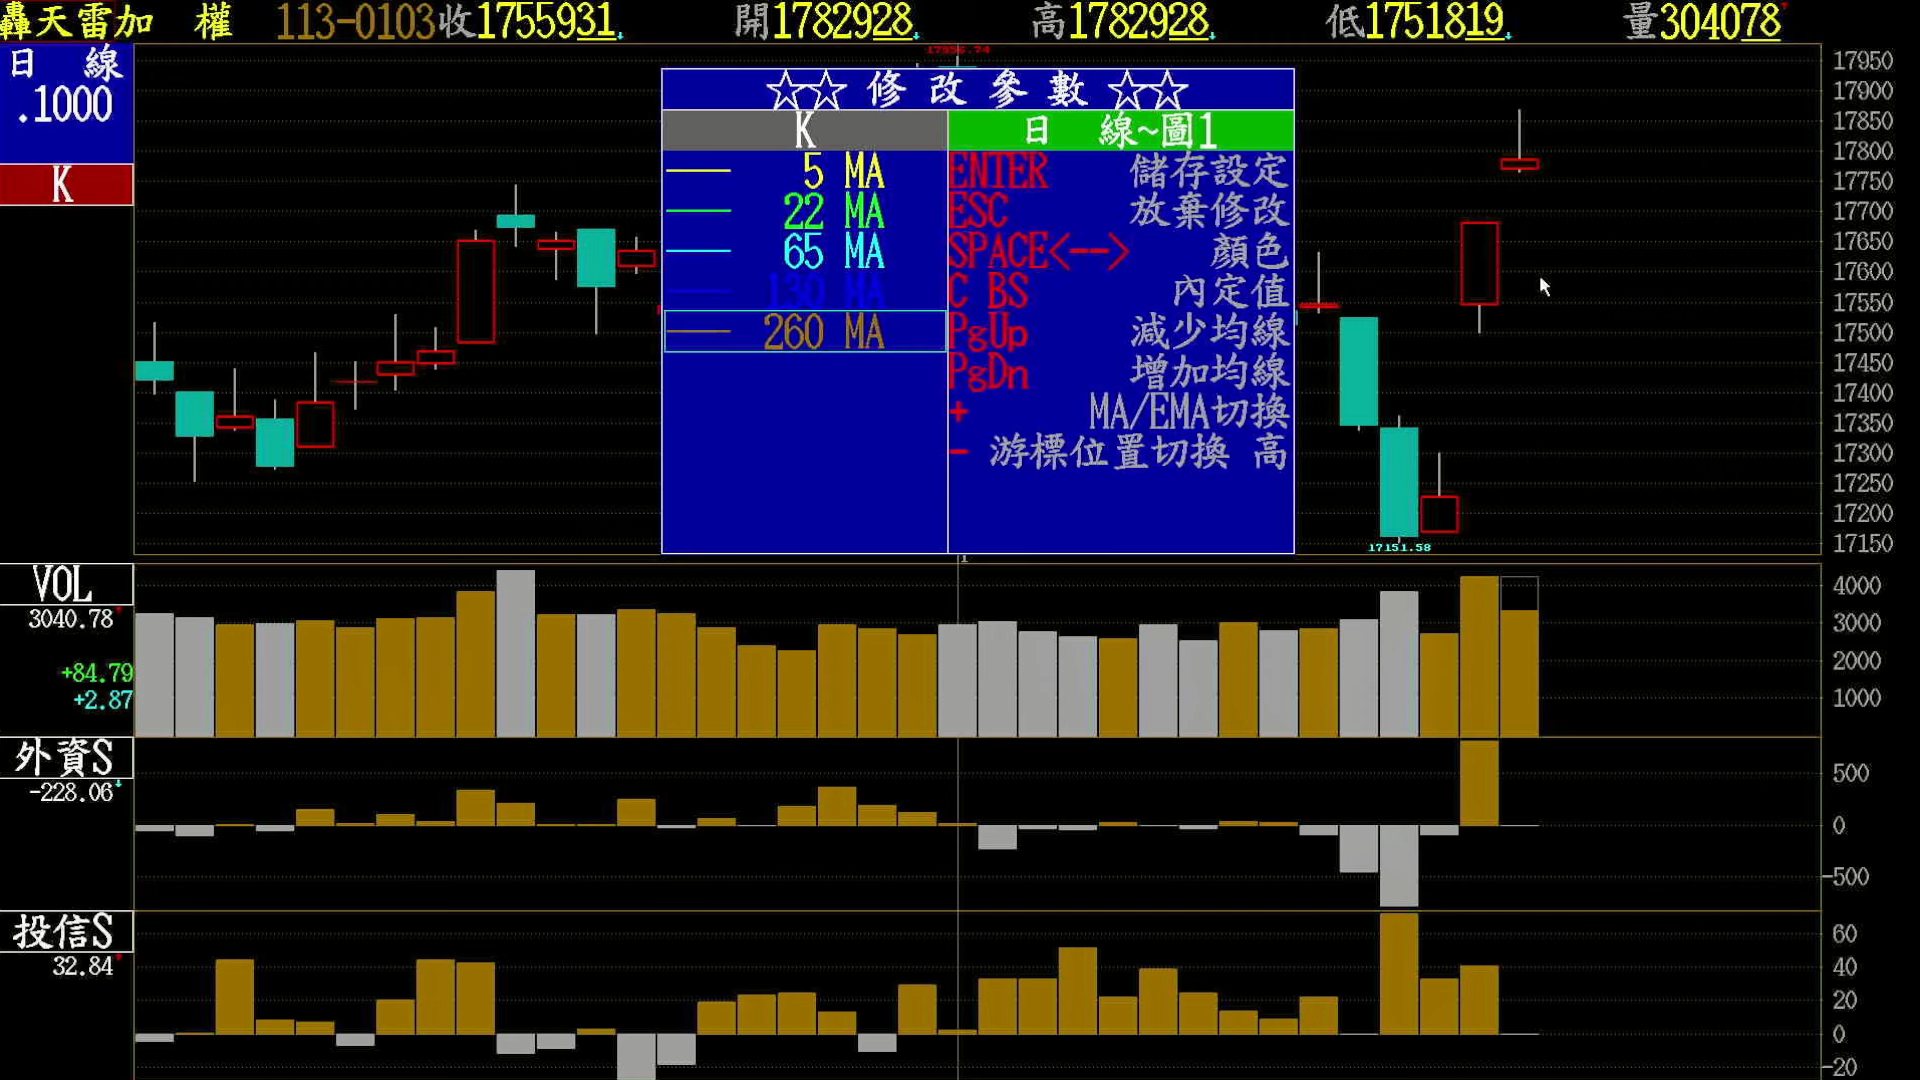 轟天雷加 權 113-0103收1755931 開1782928 高1782928 低1751819 量304078
日 線
.1000
K
17956.74
☆☆ 修 改 參 數 ☆☆
K
日 線~圖1
5 MA
22 MA
65 MA
130 MA
260 MA
ENTER 儲存設定
ESC 放棄修改
SPACE<--> 顏色
C BS 內定值
PgUp 減少均線
PgDn 增加均線
+ MA/EMA切換
- 游標位置切換 高
17151.58
17950
17900
17850
17800
17750
17700
17650
17600
17550
17500
17450
17400
17350
17300
17250
17200
17150
1
VOL
3040.78
+84.79
+2.87
4000
3000
2000
1000
外資S
-228.06
500
0
-500
投信S
32.84
60
40
20
0
-20